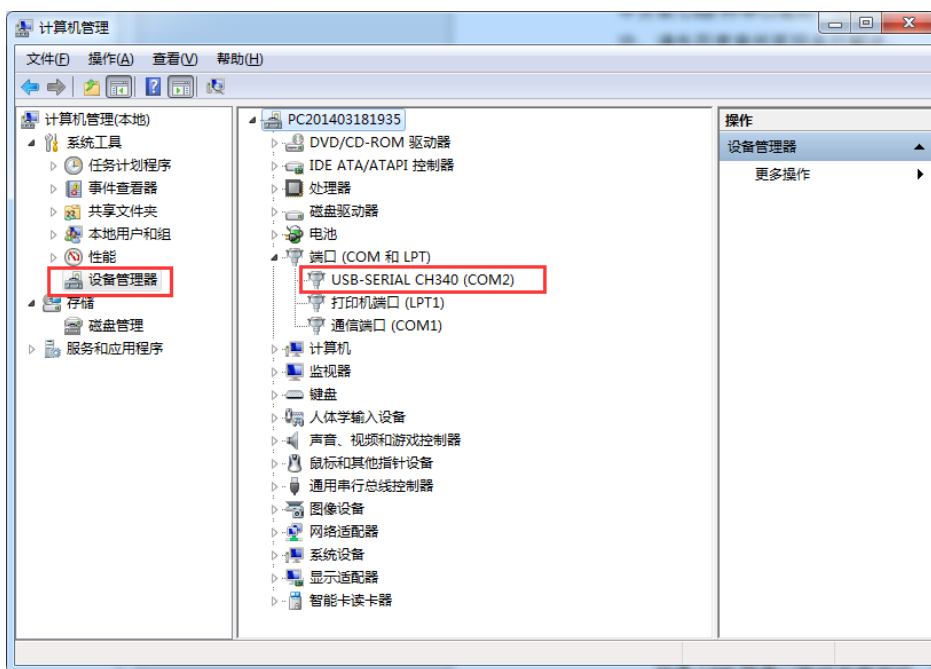 计算机管理
文件(F) 操作(A) 查看(V) 帮助(H)
计算机管理(本地)
系统工具
任务计划程序
事件查看器
共享文件夹
本地用户和组
性能
设备管理器
存储
磁盘管理
服务和应用程序
PC201403181935
DVD/CD-ROM 驱动器
IDE ATA/ATAPI 控制器
处理器
磁盘驱动器
电池
端口 (COM 和 LPT)
USB-SERIAL CH340 (COM2)
打印机端口 (LPT1)
通信端口 (COM1)
计算机
监视器
键盘
人体学输入设备
声音、视频和游戏控制器
鼠标和其他指针设备
通用串行总线控制器
图像设备
网络适配器
系统设备
显示适配器
智能卡读卡器
操作
设备管理器
更多操作